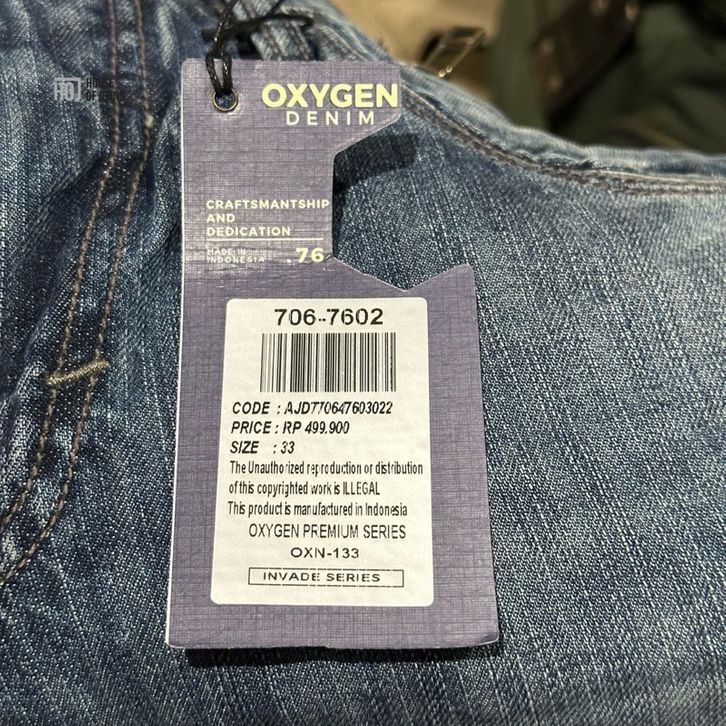 OXYGEN
DENIM
CRAFTSMANTSHIP
AND
DEDICATION
MADE IN
INDONESIA
.76
706-7602
CODE : AJD770647603022
PRICE : RP 499.900
SIZE : 33
The Unauthorized reproduction or distribution
of this copyrighted work is ILLEGAL
This product is manufactured in Indonesia
OXYGEN PREMIUM SERIES
OXN-133
INVADE SERIES